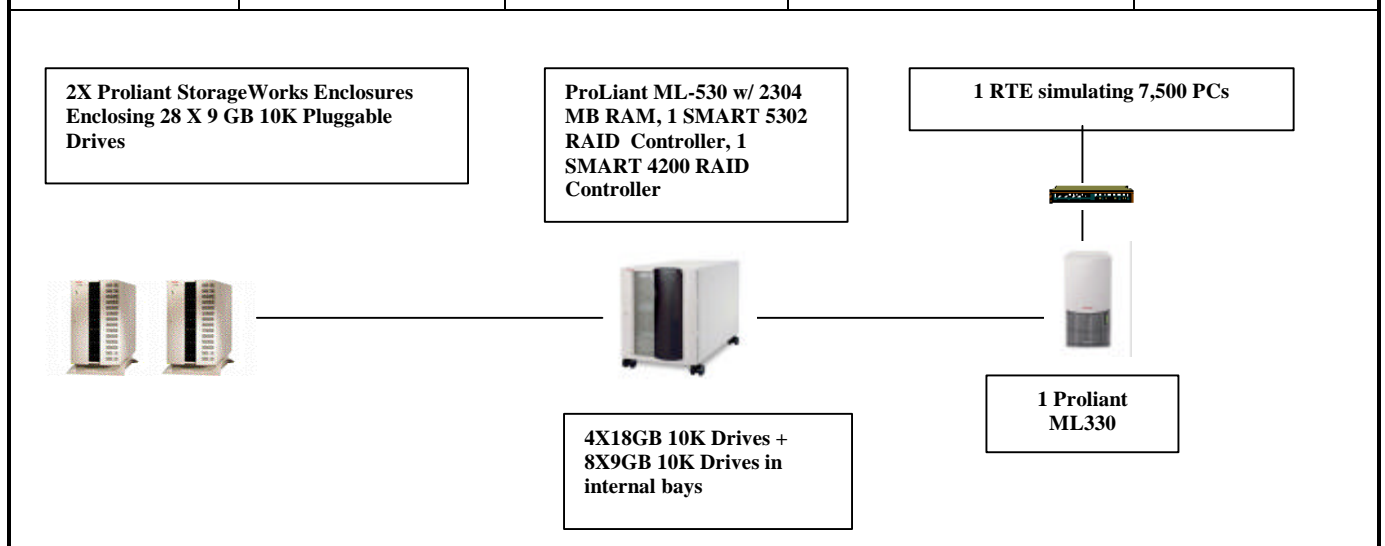 2X Proliant StorageWorks Enclosures
Enclosing 28 X 9 GB 10K Pluggable
Drives
ProLiant ML-530 w/ 2304
MB RAM, 1 SMART 5302
RAID Controller, 1
SMART 4200 RAID
Controller
1 RTE simulating 7,500 PCs
4X18GB 10K Drives +
8X9GB 10K Drives in
internal bays
1 Proliant
ML330